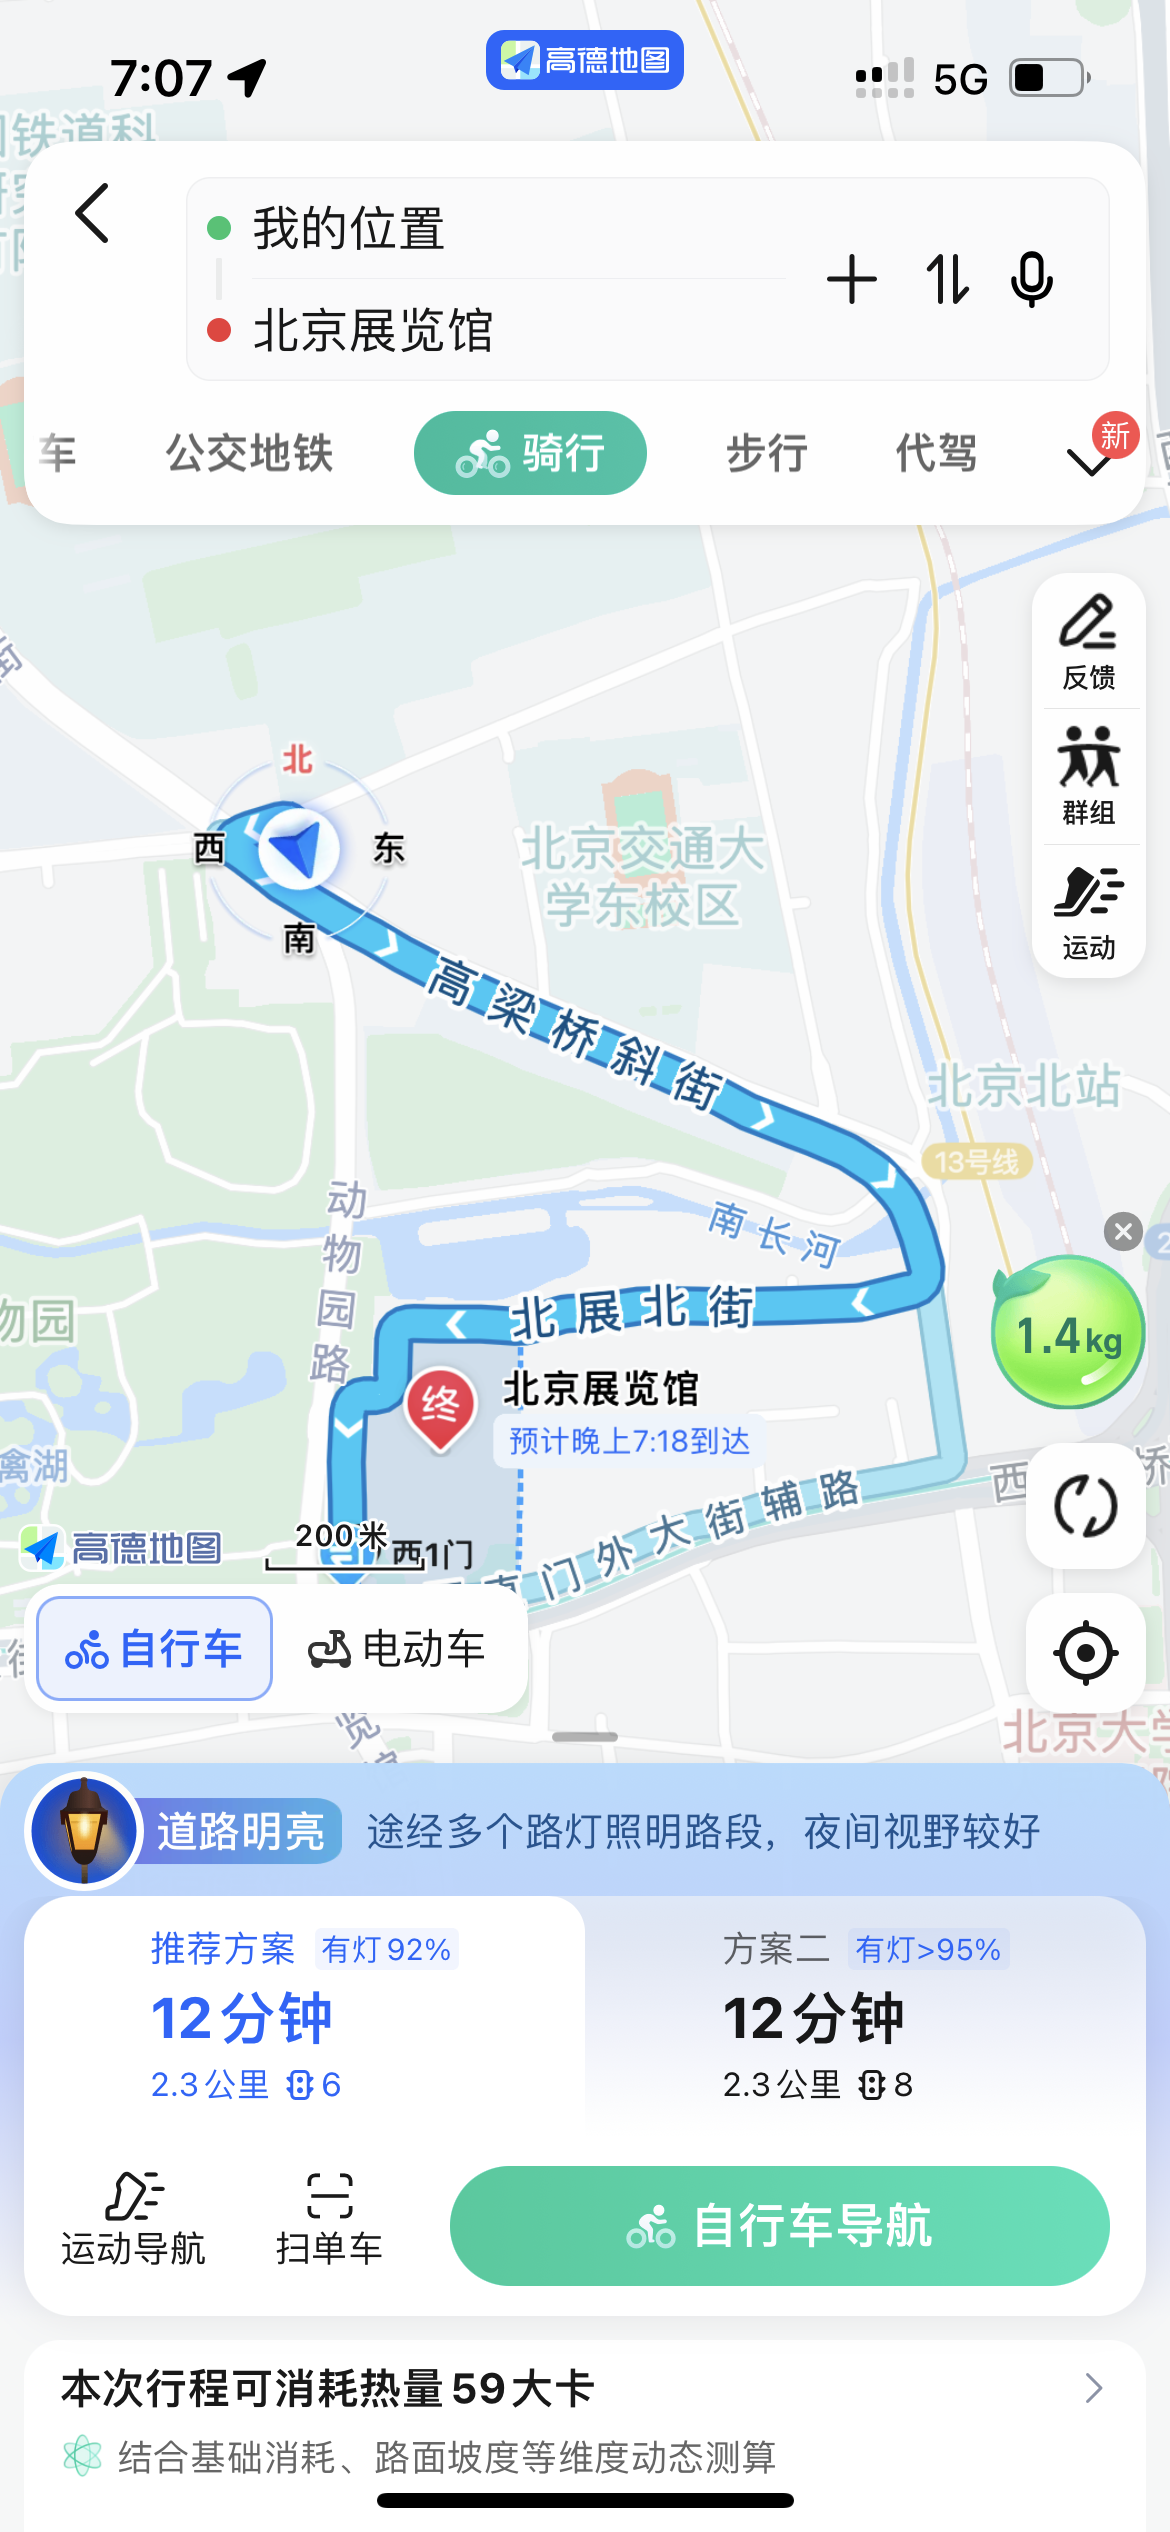 7:07
高德地图
5G
铁道科
我的位置
北京展览馆
车
公交地铁
骑行
步行
代驾
新
街
反馈
群组
运动
北
西
东
南
北京交通大
学东校区
高梁桥斜街
北京北站
13号线
动物园路
南长河
北展北街
物园
1.4kg
终
北京展览馆
预计晚上7:18到达
禽湖
门外大街辅路
西
桥
高德地图
200米
西1门
自行车
电动车
览
北京大学
道路明亮
途经多个路灯照明路段，夜间视野较好
推荐方案 有灯92%
12分钟
2.3公里 6
方案二 有灯>95%
12分钟
2.3公里 8
运动导航
扫单车
自行车导航
本次行程可消耗热量59大卡
结合基础消耗、路面坡度等维度动态测算